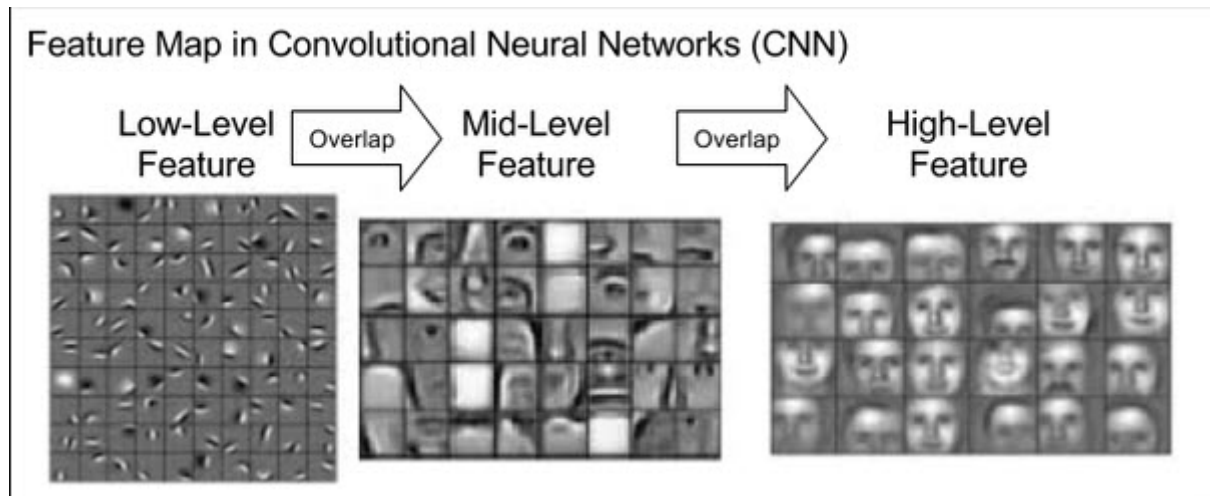 Feature Map in Convolutional Neural Networks (CNN)
Low-Level
Feature
Overlap
Mid-Level
Feature
Overlap
High-Level
Feature